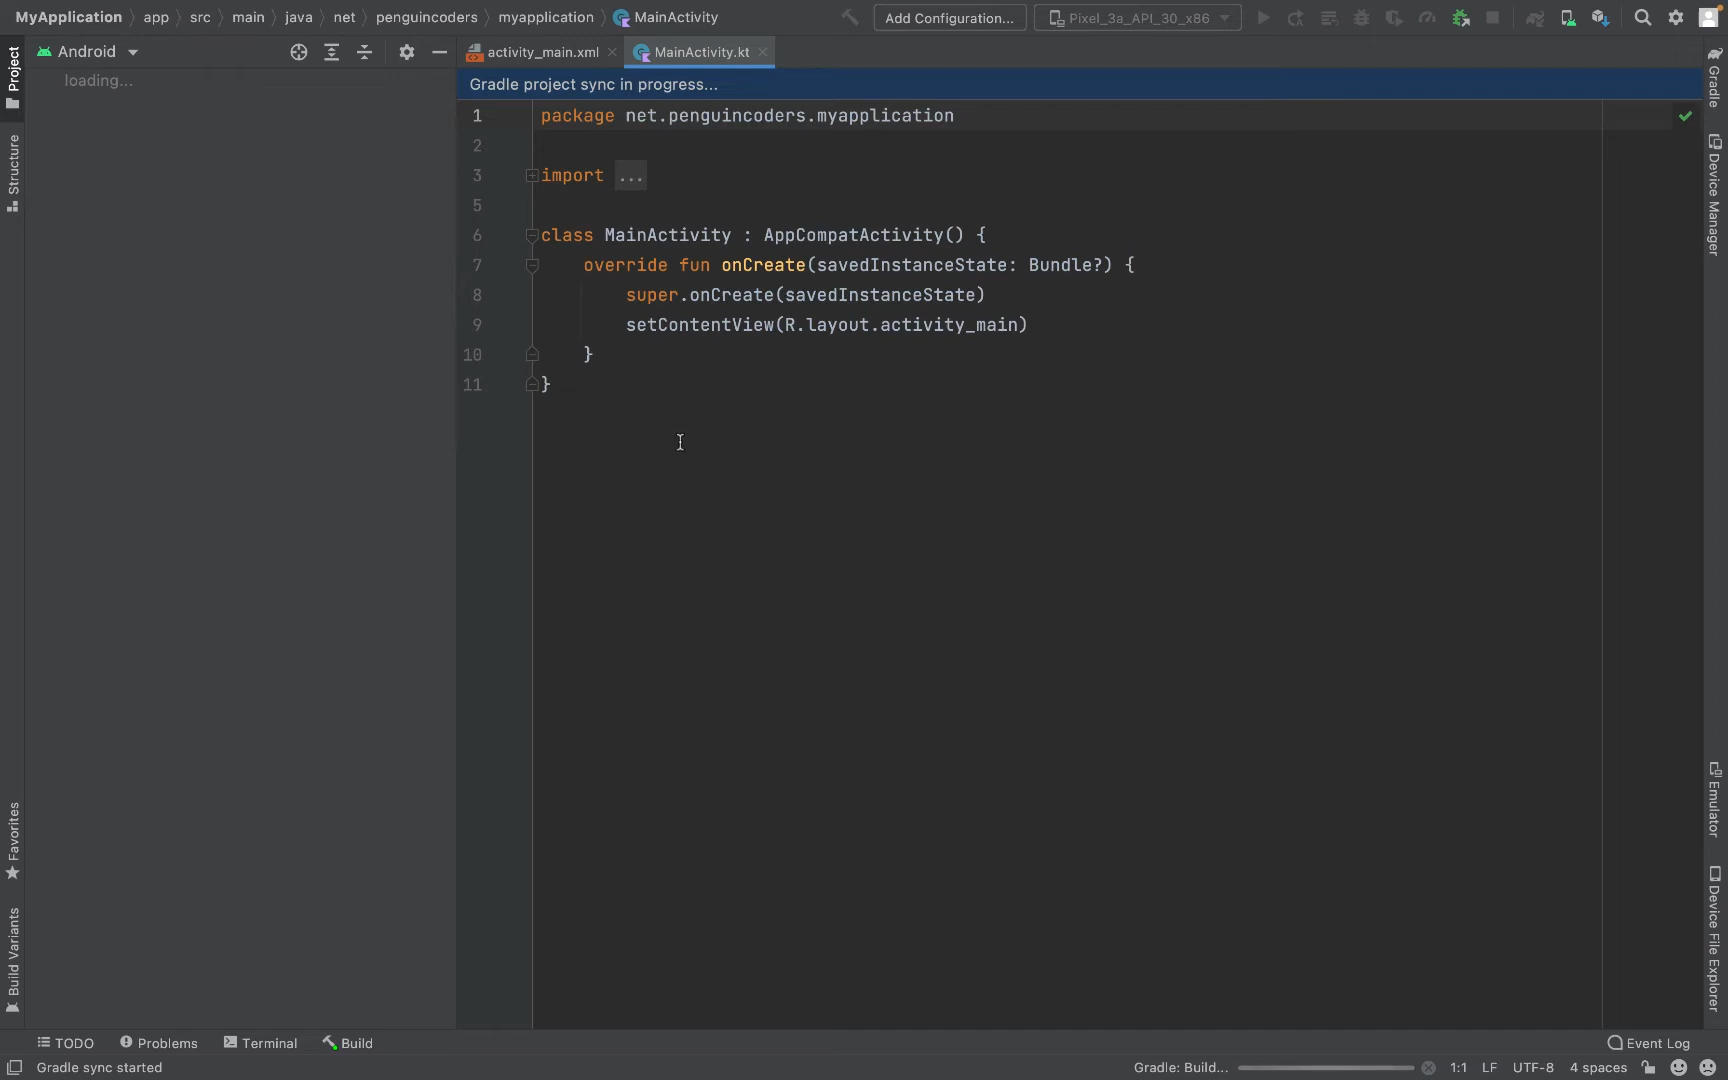 MyApplication app src main java net penguincoders myapplication MainActivity Add Configuration... Pixel_3a_API_30_x86
Android
activity_main.xml MainActivity.kt
loading...
Gradle project sync in progress...
1 package net.penguincoders.myapplication
2
3 import ...
5
6 class MainActivity : AppCompatActivity() {
7 override fun onCreate(savedInstanceState: Bundle?) {
8 super.onCreate(savedInstanceState)
9 setContentView(R.layout.activity_main)
10 }
11 }
Project
Structure
Favorites
Build Variants
Gradle
Device Manager
Emulator
Device File Explorer
TODO Problems Terminal Build Event Log
Gradle sync started Gradle: Build... 1:1 LF UTF-8 4 spaces